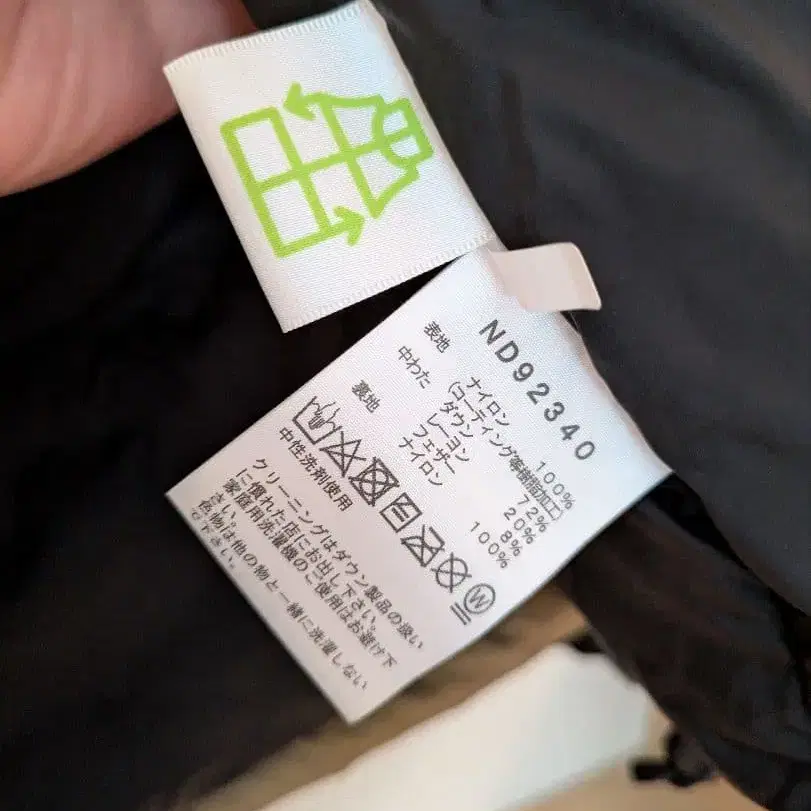 ND92340
表地 ナイロン 100%
(コーティング等樹脂加工)
中わた ダウン 72%
レーヨン 20%
フェザー 8%
裏地 ナイロン 100%
中性洗剤使用
W
クリーニングはダウン製品の扱い
に慣れた店にお出し下さい。
家庭用洗濯機のご使用はお避け下
さい。
色物は他の物と一緒に洗濯しない
で下さい。